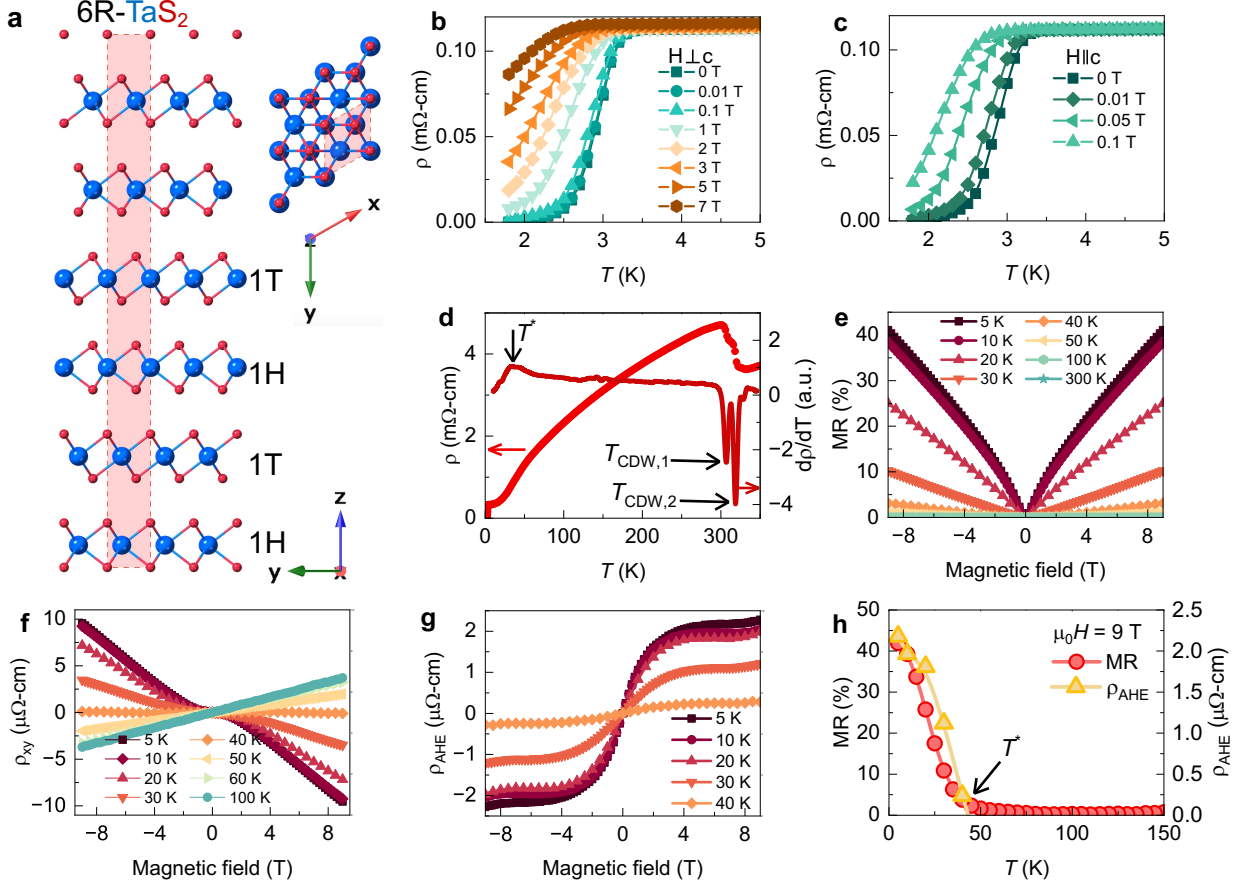 a
6R-TaS2
x
y
1T
1H
1T
1H
z
y
x
b
ρ (mΩ-cm)
0.10
0.05
0.00
H⊥c
0 T
0.01 T
0.1 T
1 T
2 T
3 T
5 T
7 T
2 3 4 5
T (K)
c
ρ (mΩ-cm)
0.10
0.05
0.00
H∥c
0 T
0.01 T
0.05 T
0.1 T
2 3 4 5
T (K)
d
ρ (mΩ-cm)
4
2
0
T*
TCDW,1
TCDW,2
2
0
−2
−4
dρ/dT (a.u.)
0 100 200 300
T (K)
e
MR (%)
40
30
20
10
0
5 K 40 K
10 K 50 K
20 K 100 K
30 K 300 K
−8 −4 0 4 8
Magnetic field (T)
f
ρxy (μΩ-cm)
10
5
0
−5
−10
5 K 40 K
10 K 50 K
20 K 60 K
30 K 100 K
−8 −4 0 4 8
Magnetic field (T)
g
ρAHE (μΩ-cm)
2
1
0
−1
−2
5 K
10 K
20 K
30 K
40 K
−8 −4 0 4 8
Magnetic field (T)
h
MR (%)
50
40
30
20
10
0
μ0H = 9 T
MR
ρAHE
T*
2.5
2.0
1.5
1.0
0.5
0.0
ρAHE (μΩ-cm)
0 50 100 150
T (K)